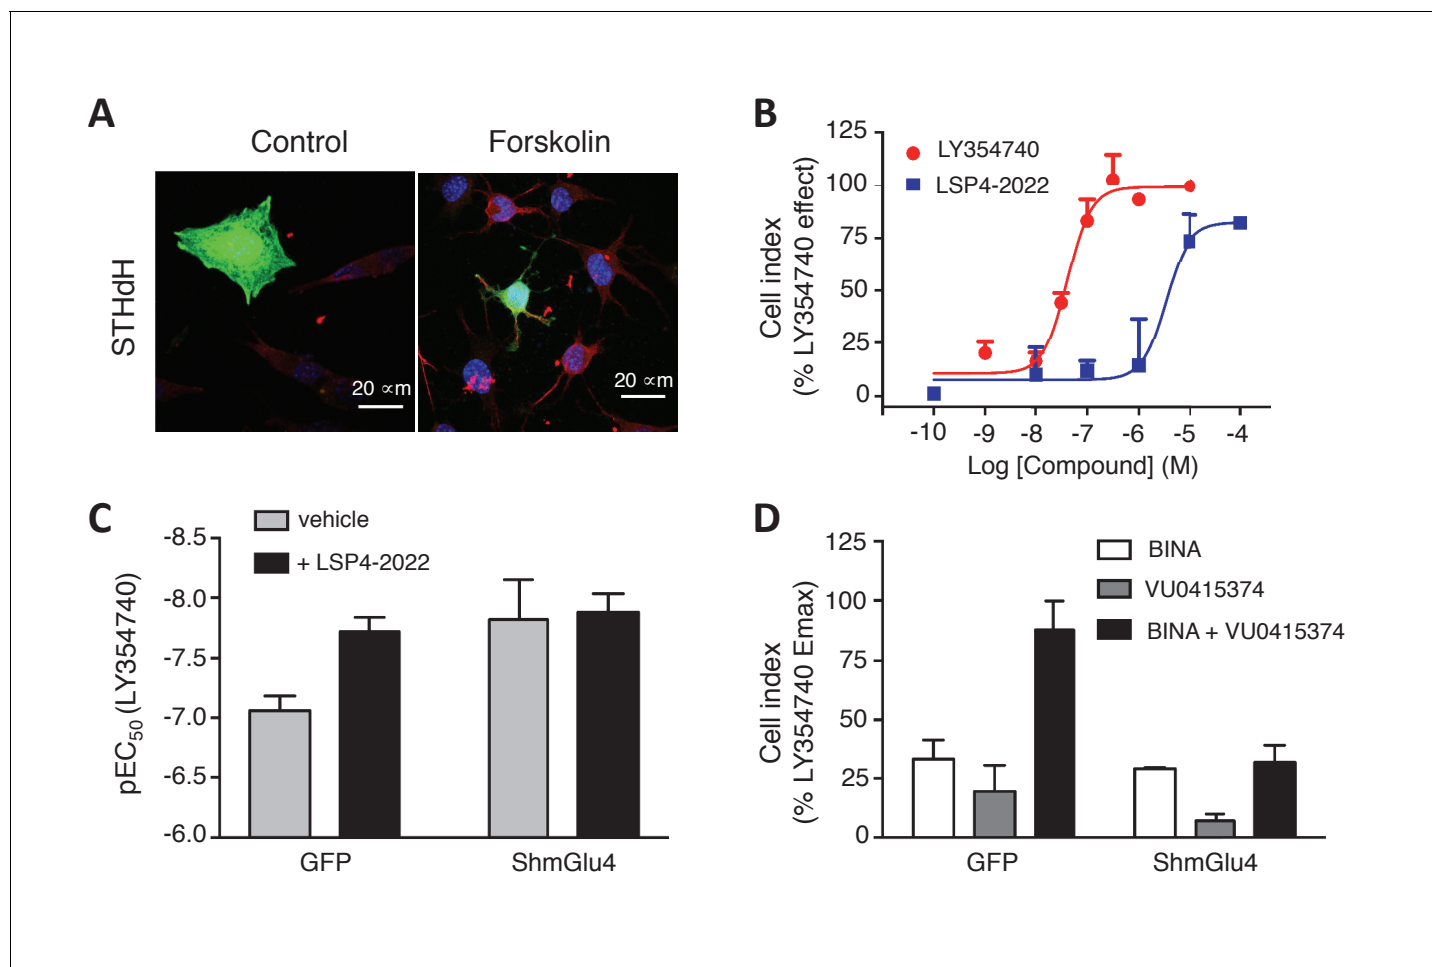 A
Control
Forskolin
STHdH
20 ∝m
20 ∝m
B
Cell index
(% LY354740 effect)
125
100
75
50
25
0
LY354740
LSP4-2022
-10 -9 -8 -7 -6 -5 -4
Log [Compound] (M)
C
vehicle
+ LSP4-2022
pEC50 (LY354740)
-8.5
-8.0
-7.5
-7.0
-6.5
-6.0
GFP ShmGlu4
D
BINA
VU0415374
BINA + VU0415374
Cell index
(% LY354740 Emax)
125
100
75
50
25
0
GFP ShmGlu4